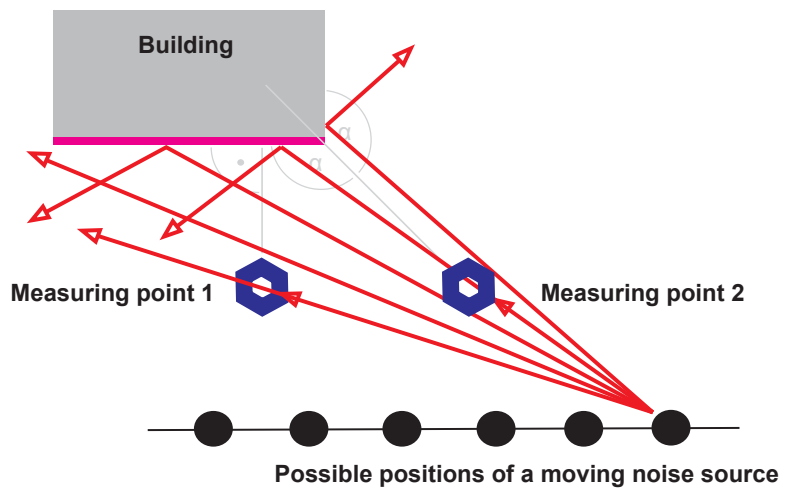 Building
α
α
Measuring point 1
Measuring point 2
Possible positions of a moving noise source